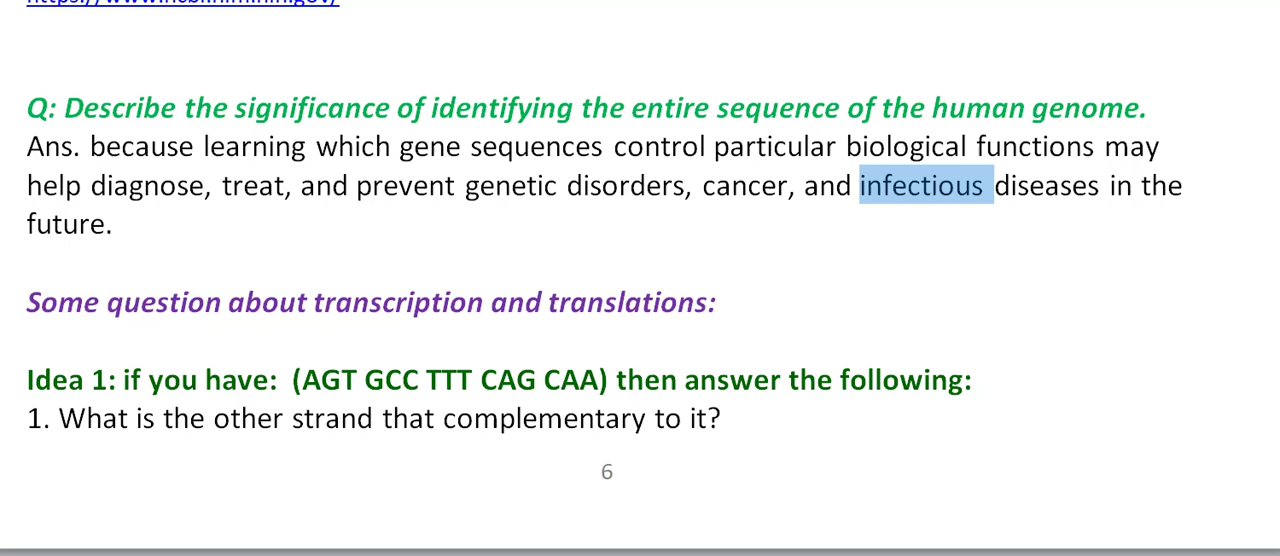 Q: Describe the significance of identifying the entire sequence of the human genome.
Ans. because learning which gene sequences control particular biological functions may
help diagnose, treat, and prevent genetic disorders, cancer, and infectious diseases in the
future.
Some question about transcription and translations:
Idea 1: if you have:  (AGT GCC TTT CAG CAA) then answer the following:
1. What is the other strand that complementary to it?
6